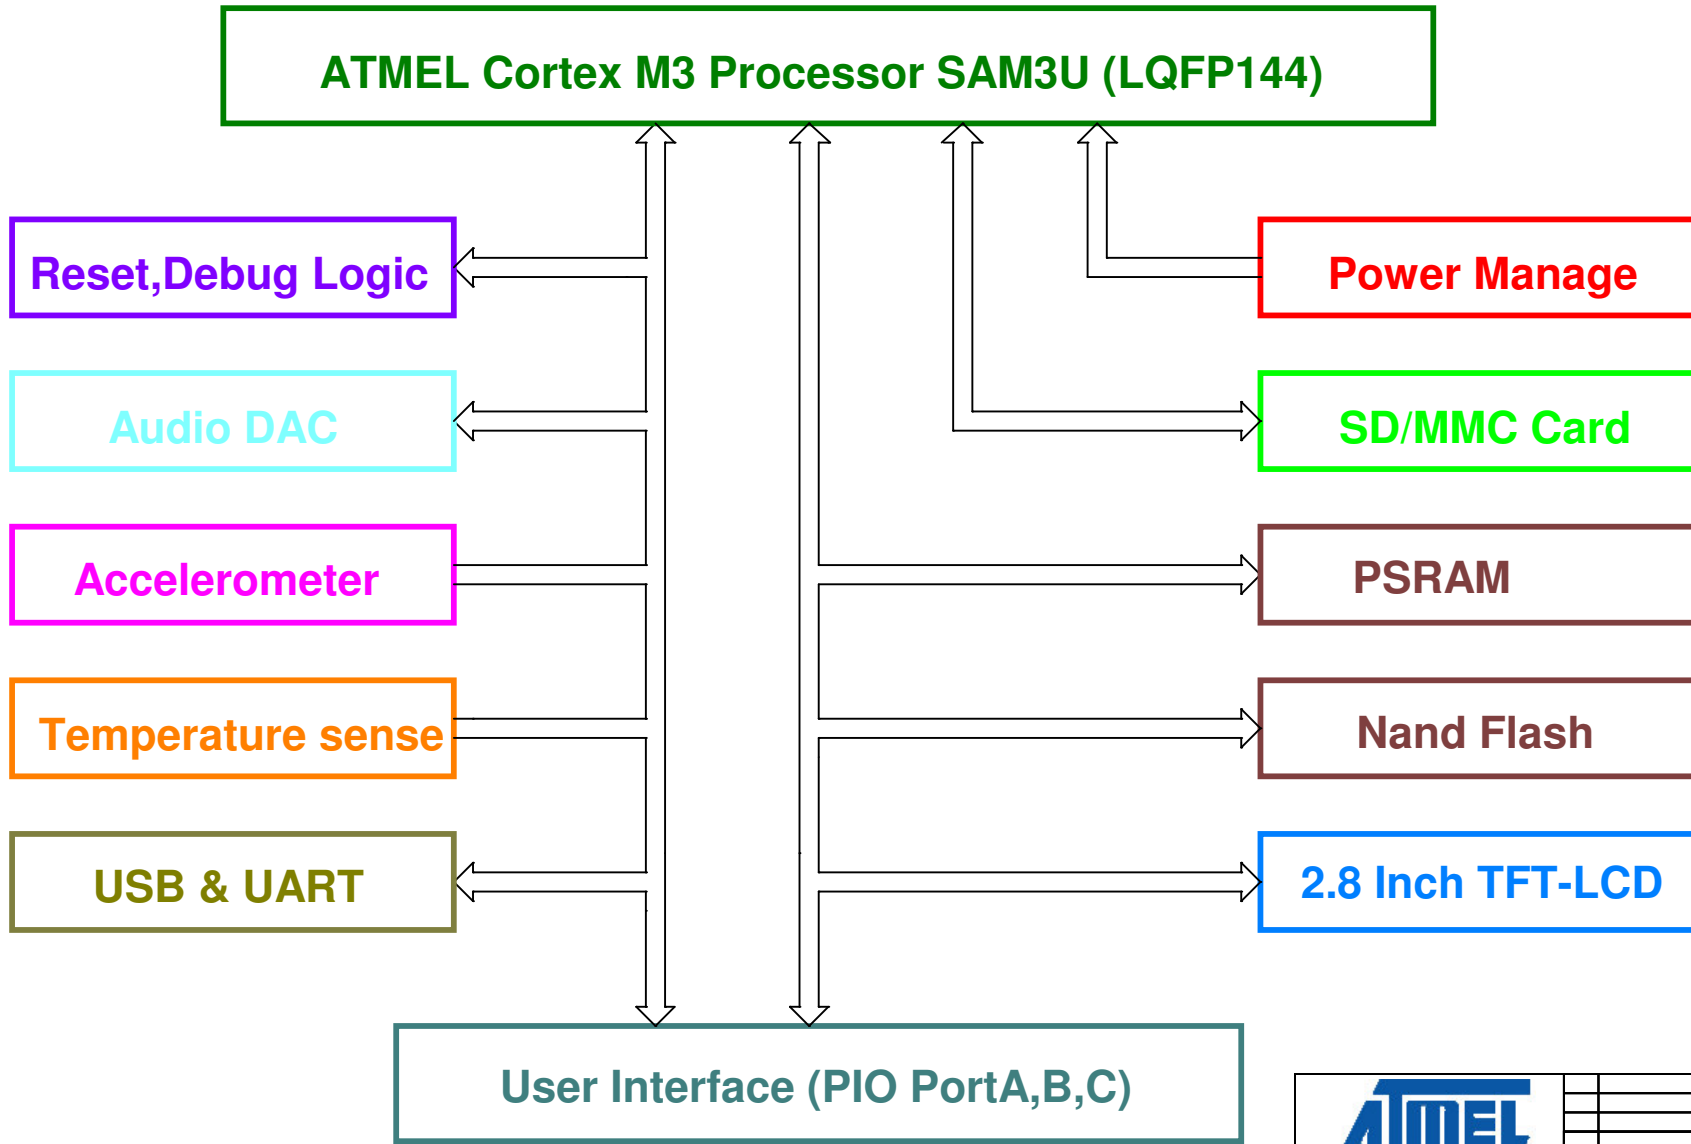 ATMEL Cortex M3 Processor SAM3U (LQFP144)
Reset,Debug Logic
Power Manage
Audio DAC
SD/MMC Card
Accelerometer
PSRAM
Temperature sense
Nand Flash
USB & UART
2.8 Inch TFT-LCD
User Interface (PIO PortA,B,C)
ATMEL